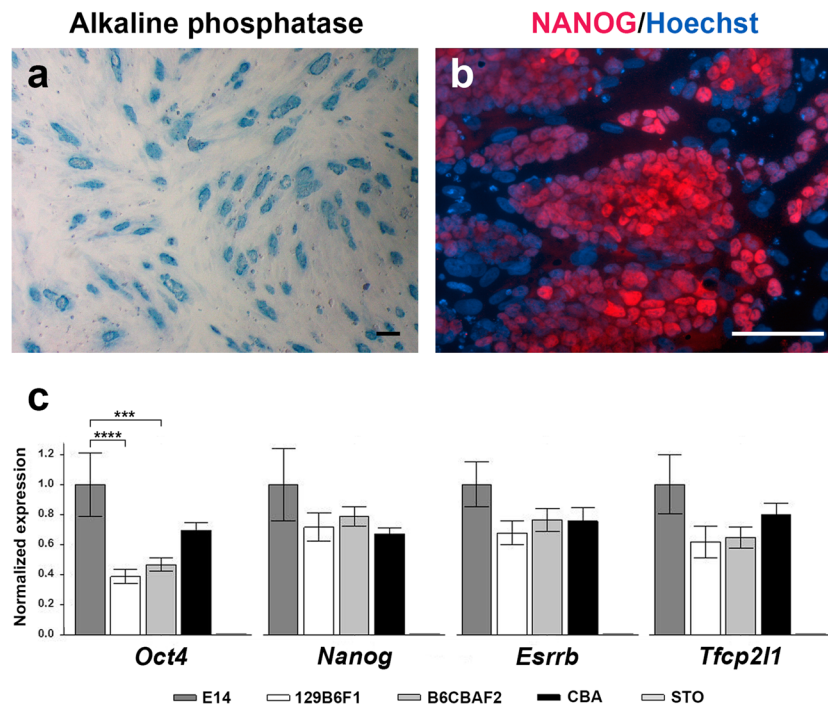 Alkaline phosphatase
NANOG/Hoechst
a
b
c
***
****
Normalized expression
1.2
1.0
0.8
0.6
0.4
0.2
0.0
Oct4
Nanog
Esrrb
Tfcp2l1
E14
129B6F1
B6CBAF2
CBA
STO